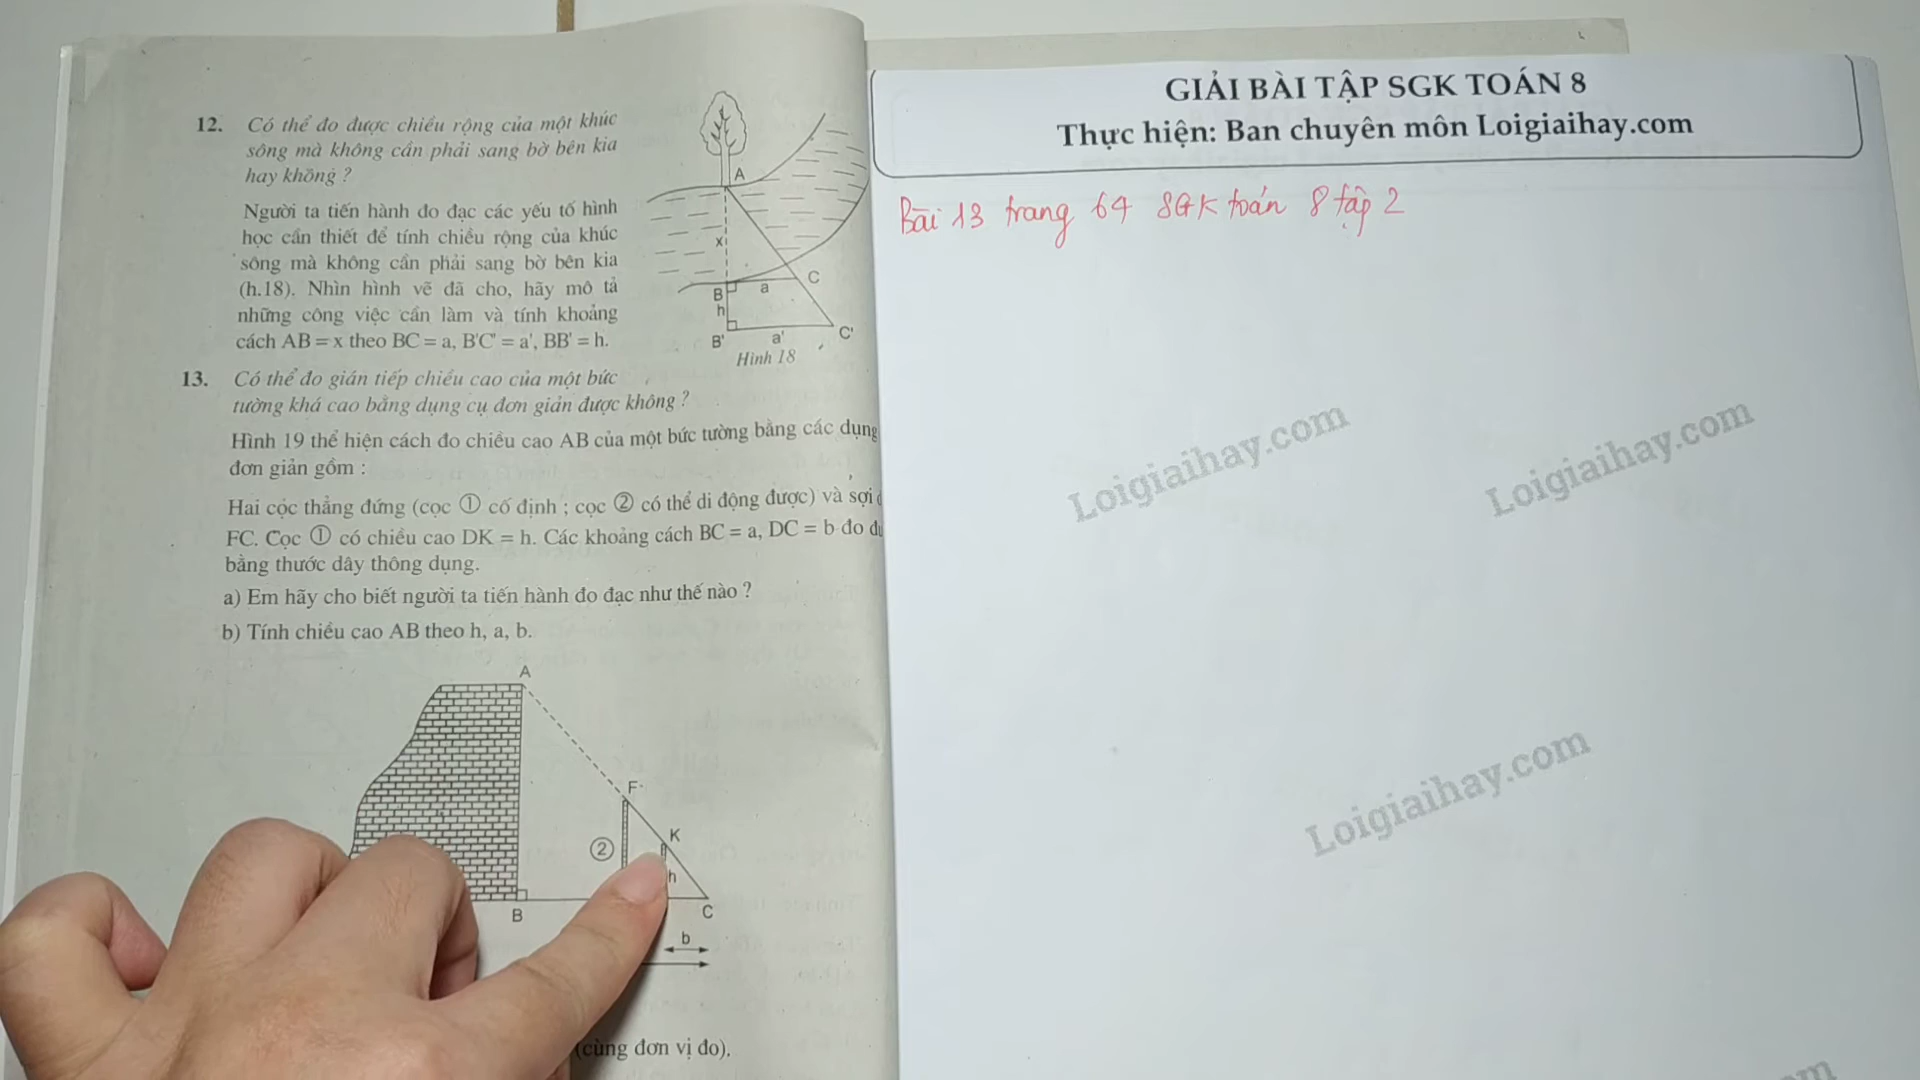 12. Có thể đo được chiều rộng của một khúc
sông mà không cần phải sang bờ bên kia
hay không ?
Người ta tiến hành đo đạc các yếu tố hình
học cần thiết để tính chiều rộng của khúc
sông mà không cần phải sang bờ bên kia
(h.18). Nhìn hình vẽ đã cho, hãy mô tả
những công việc cần làm và tính khoảng
cách AB = x theo BC = a, B'C' = a', BB' = h.
A
x
B a C
h
B' a' C'
Hình 18
13. Có thể đo gián tiếp chiều cao của một bức
tường khá cao bằng dụng cụ đơn giản được không ?
Hình 19 thể hiện cách đo chiều cao AB của một bức tường bằng các dụng
đơn giản gồm :
Hai cọc thẳng đứng (cọc ① cố định ; cọc ② có thể di động được) và sợi
FC. Cọc ① có chiều cao DK = h. Các khoảng cách BC = a, DC = b đo
bằng thước dây thông dụng.
a) Em hãy cho biết người ta tiến hành đo đạc như thế nào ?
b) Tính chiều cao AB theo h, a, b.
A
F
K
②
h
B C
b
(cùng đơn vị đo).
GIẢI BÀI TẬP SGK TOÁN 8
Thực hiện: Ban chuyên môn Loigiaihay.com
Bài 13 trang 64 SGK toán 8 tập 2
Loigiaihay.com
Loigiaihay.com
Loigiaihay.com